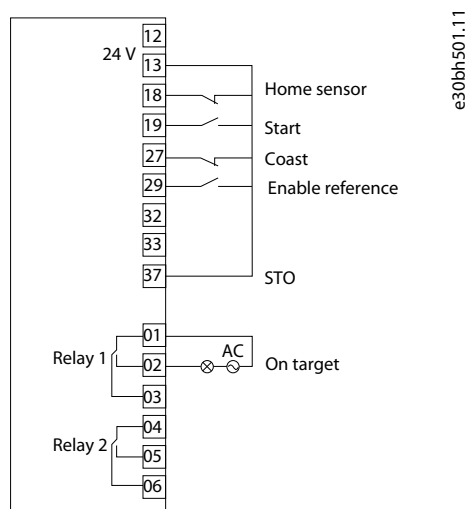 12
24 V
13
18
Home sensor
19
Start
27
Coast
29
Enable reference
32
33
37
STO
01
Relay 1
02
AC
On target
03
04
Relay 2
05
06
e30bh501.11